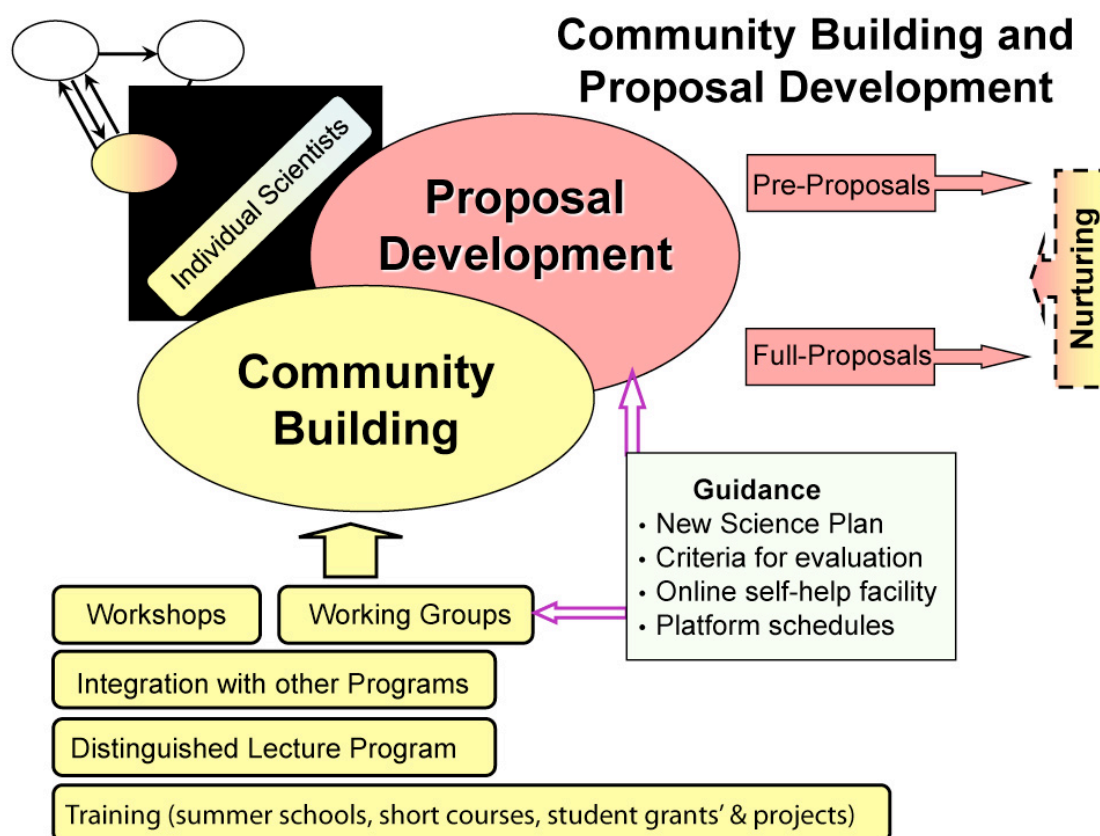 Community Building and
Proposal Development
Individual Scientists
Proposal
Development
Pre-Proposals
Nurturing
Full-Proposals
Community
Building
Guidance
• New Science Plan
• Criteria for evaluation
• Online self-help facility
• Platform schedules
Workshops
Working Groups
Integration with other Programs
Distinguished Lecture Program
Training (summer schools, short courses, student grants’ & projects)